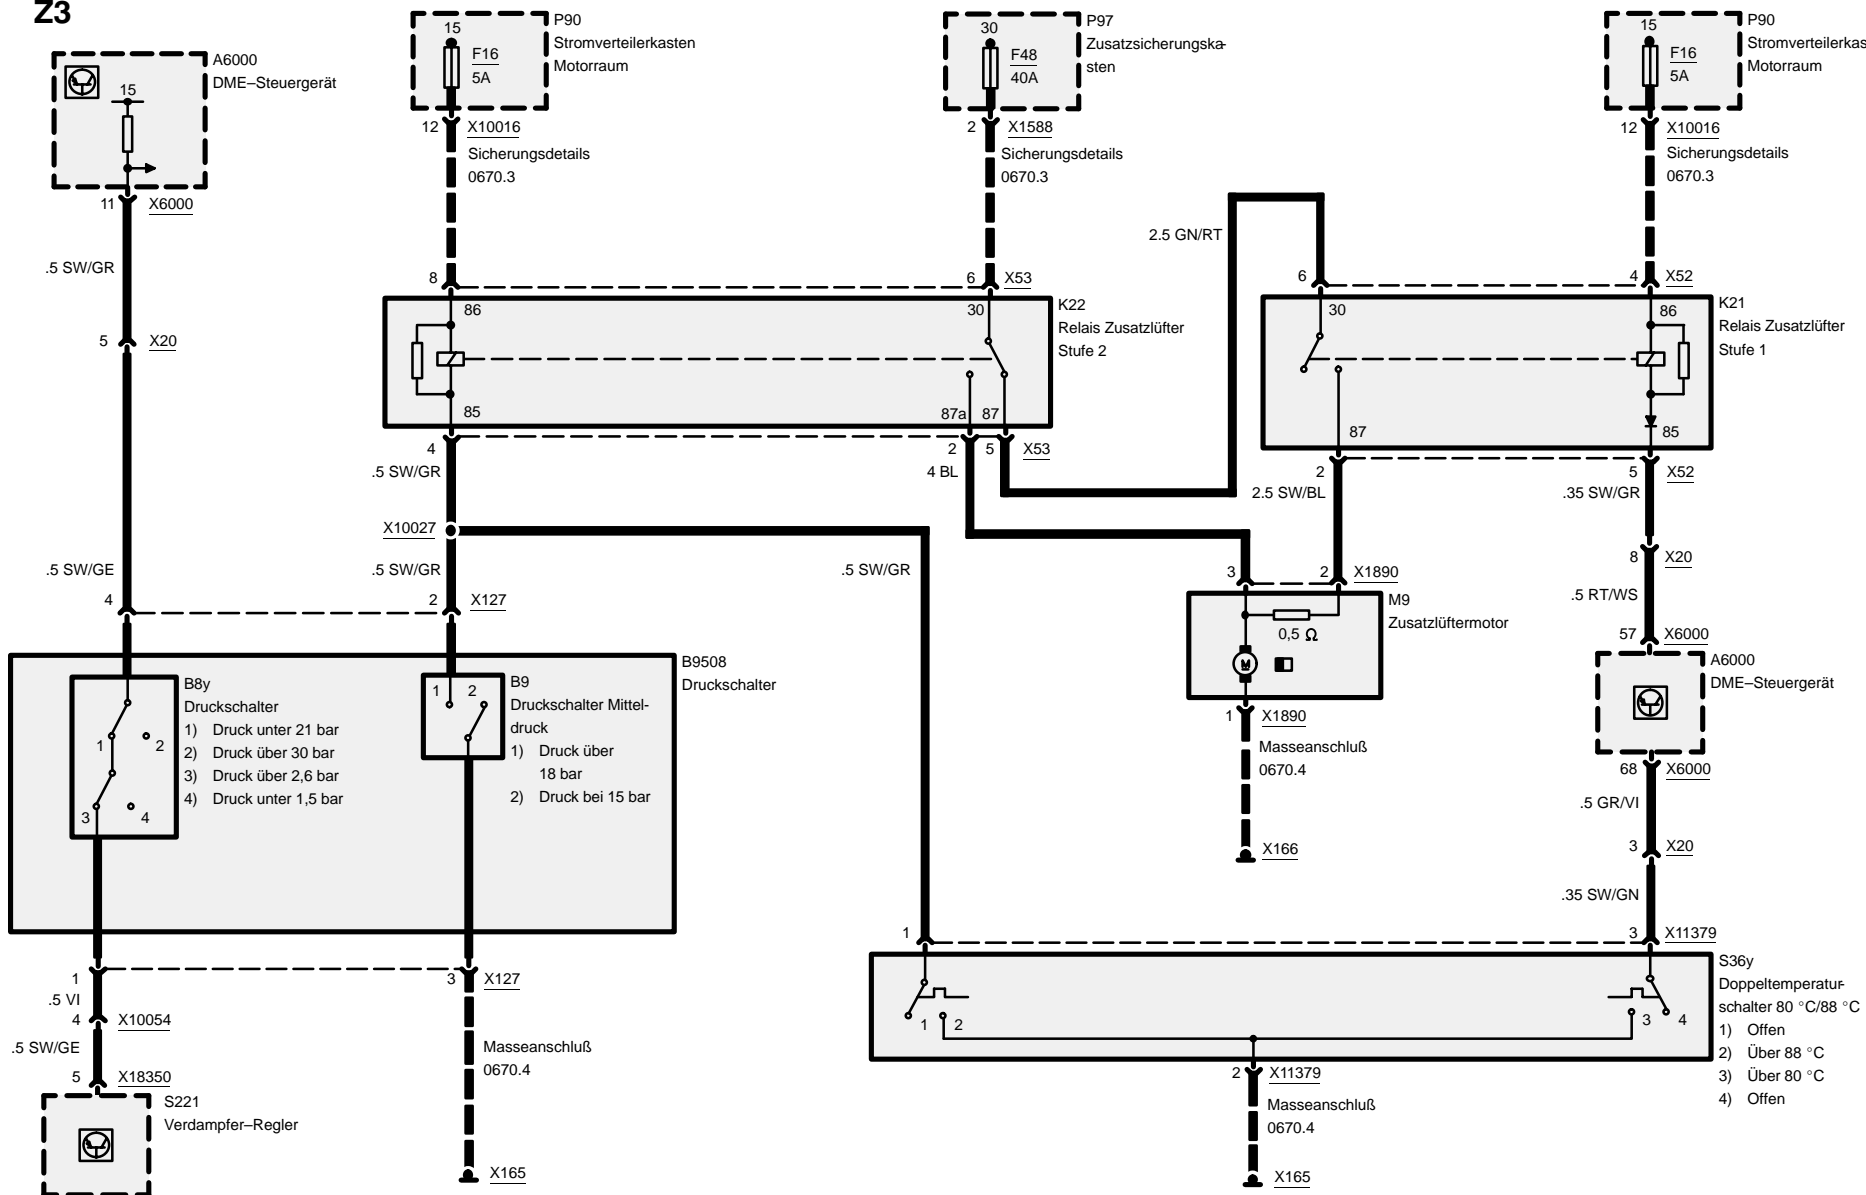 Z3
A6000
DME–Steuergerät
15
11
X6000
.5 SW/GR
5
X20
.5 SW/GE
4
15
F16
5A
P90
Stromverteilerkasten
Motorraum
12
X10016
Sicherungsdetails
0670.3
8
30
F48
40A
P97
Zusatzsicherungska-
sten
2
X1588
Sicherungsdetails
0670.3
6
X53
15
F16
5A
P90
Stromverteilerkas
Motorraum
12
X10016
Sicherungsdetails
0670.3
2.5 GN/RT
6
4
X52
86
30
85
87a
87
K22
Relais Zusatzlüfter
Stufe 2
30
86
87
85
K21
Relais Zusatzlüfter
Stufe 1
4
.5 SW/GR
2
5
X53
4 BL
2
2.5 SW/BL
5
X52
.35 SW/GR
X10027
.5 SW/GR
.5 SW/GR
2
X127
8
X20
.5 RT/WS
57
X6000
3
2
X1890
M9
Zusatzlüftermotor
0,5 Ω
M
1
X1890
Masseanschluß
0670.4
X166
A6000
DME–Steuergerät
68
X6000
.5 GR/VI
3
X20
.35 SW/GN
B9508
Druckschalter
B8y
Druckschalter
1) Druck unter 21 bar
2) Druck über 30 bar
3) Druck über 2,6 bar
4) Druck unter 1,5 bar
1
2
3
4
1 2
B9
Druckschalter Mittel-
druck
1) Druck über
18 bar
2) Druck bei 15 bar
1
.5 VI
4
X10054
.5 SW/GE
5
X18350
S221
Verdampfer–Regler
3
X127
Masseanschluß
0670.4
X165
1
3
X11379
1 2
3 4
S36y
Doppeltemperatur-
schalter 80 °C/88 °C
1) Offen
2) Über 88 °C
3) Über 80 °C
4) Offen
2
X11379
Masseanschluß
0670.4
X165